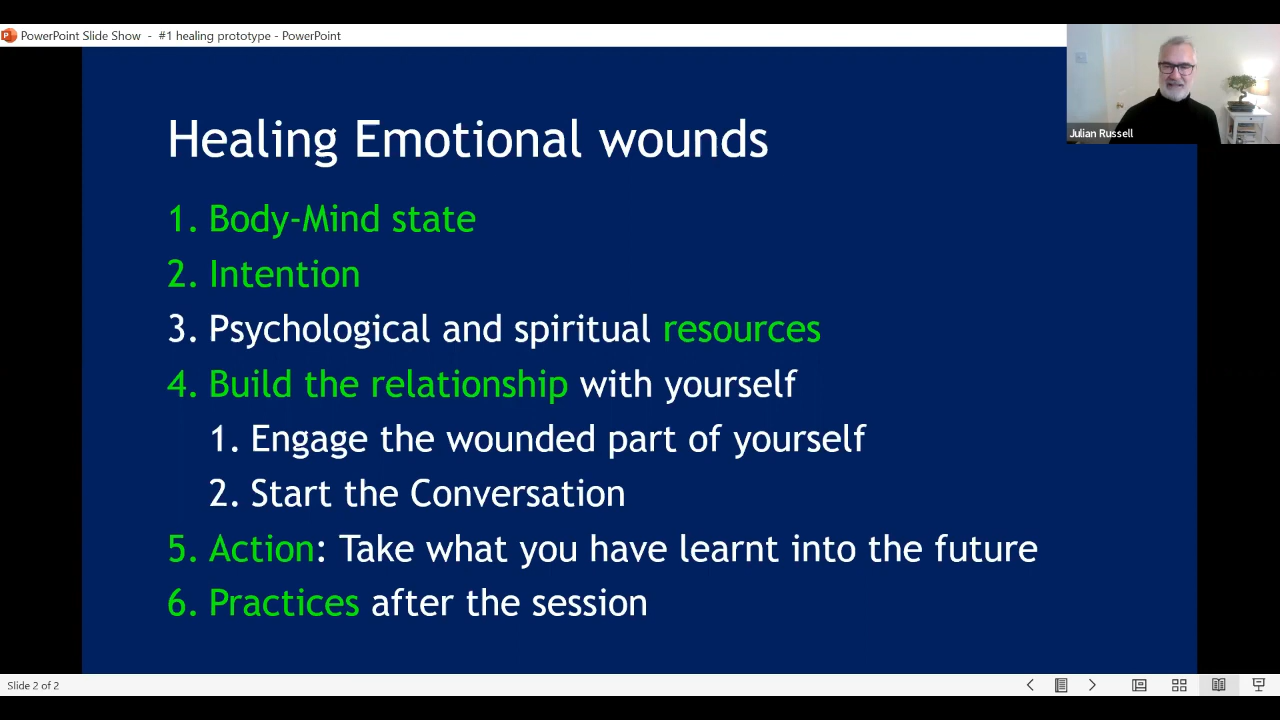 PowerPoint Slide Show - #1 healing prototype - PowerPoint
Julian Russell
Healing Emotional wounds
1. Body-Mind state
2. Intention
3. Psychological and spiritual resources
4. Build the relationship with yourself
1. Engage the wounded part of yourself
2. Start the Conversation
5. Action: Take what you have learnt into the future
6. Practices after the session
Slide 2 of 2